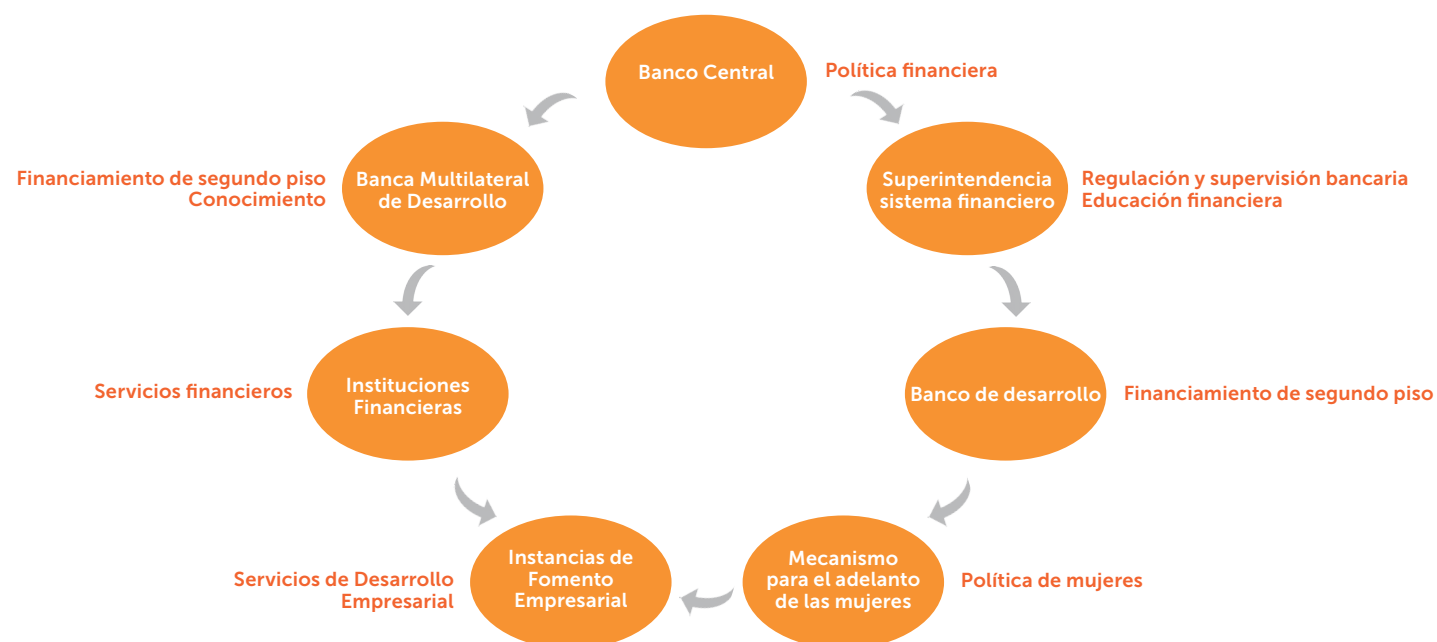 Banco Central
Política financiera
Financiamiento de segundo piso
Conocimiento
Banca Multilateral
de Desarrollo
Superintendencia
sistema financiero
Regulación y supervisión bancaria
Educación financiera
Servicios financieros
Instituciones
Financieras
Banco de desarrollo
Financiamiento de segundo piso
Servicios de Desarrollo
Empresarial
Instancias de
Fomento
Empresarial
Mecanismo
para el adelanto
de las mujeres
Política de mujeres